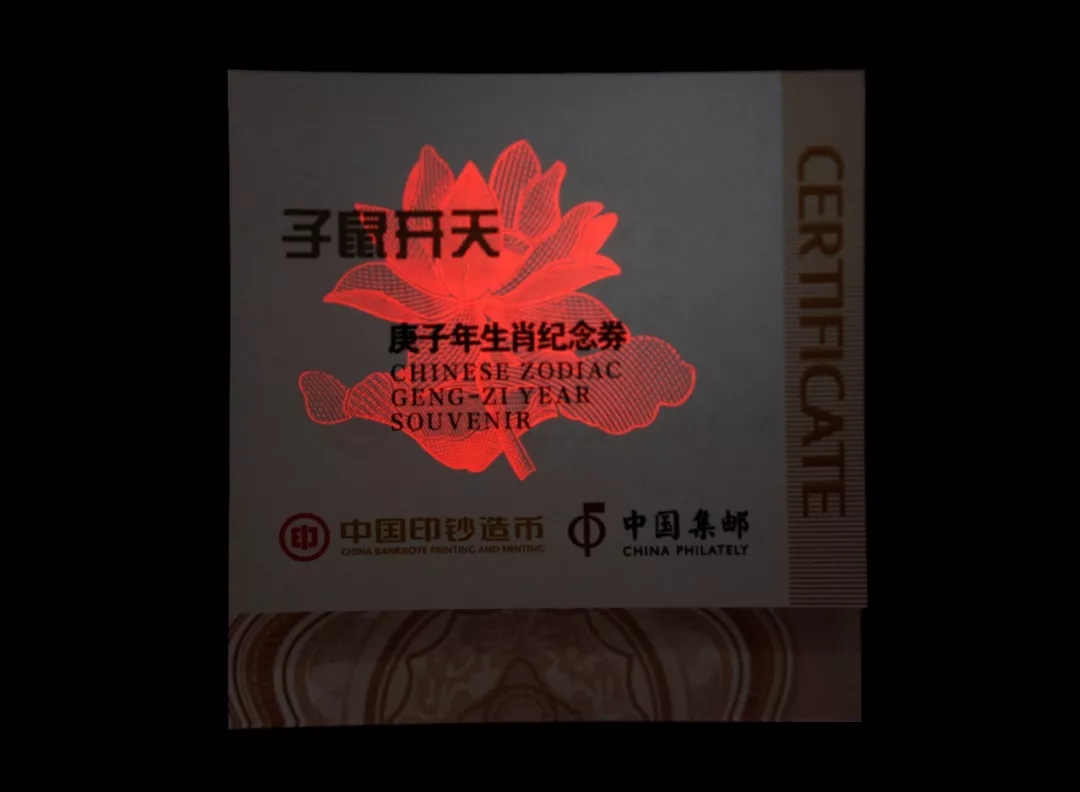 子鼠开天
庚子年生肖纪念券
CHINESE ZODIAC
GENG-ZI YEAR
SOUVENIR
印 中国印钞造币
CHINA BANKNOTE PRINTING AND MINTING
中国集邮
CHINA PHILATELY
CERTIFICATE